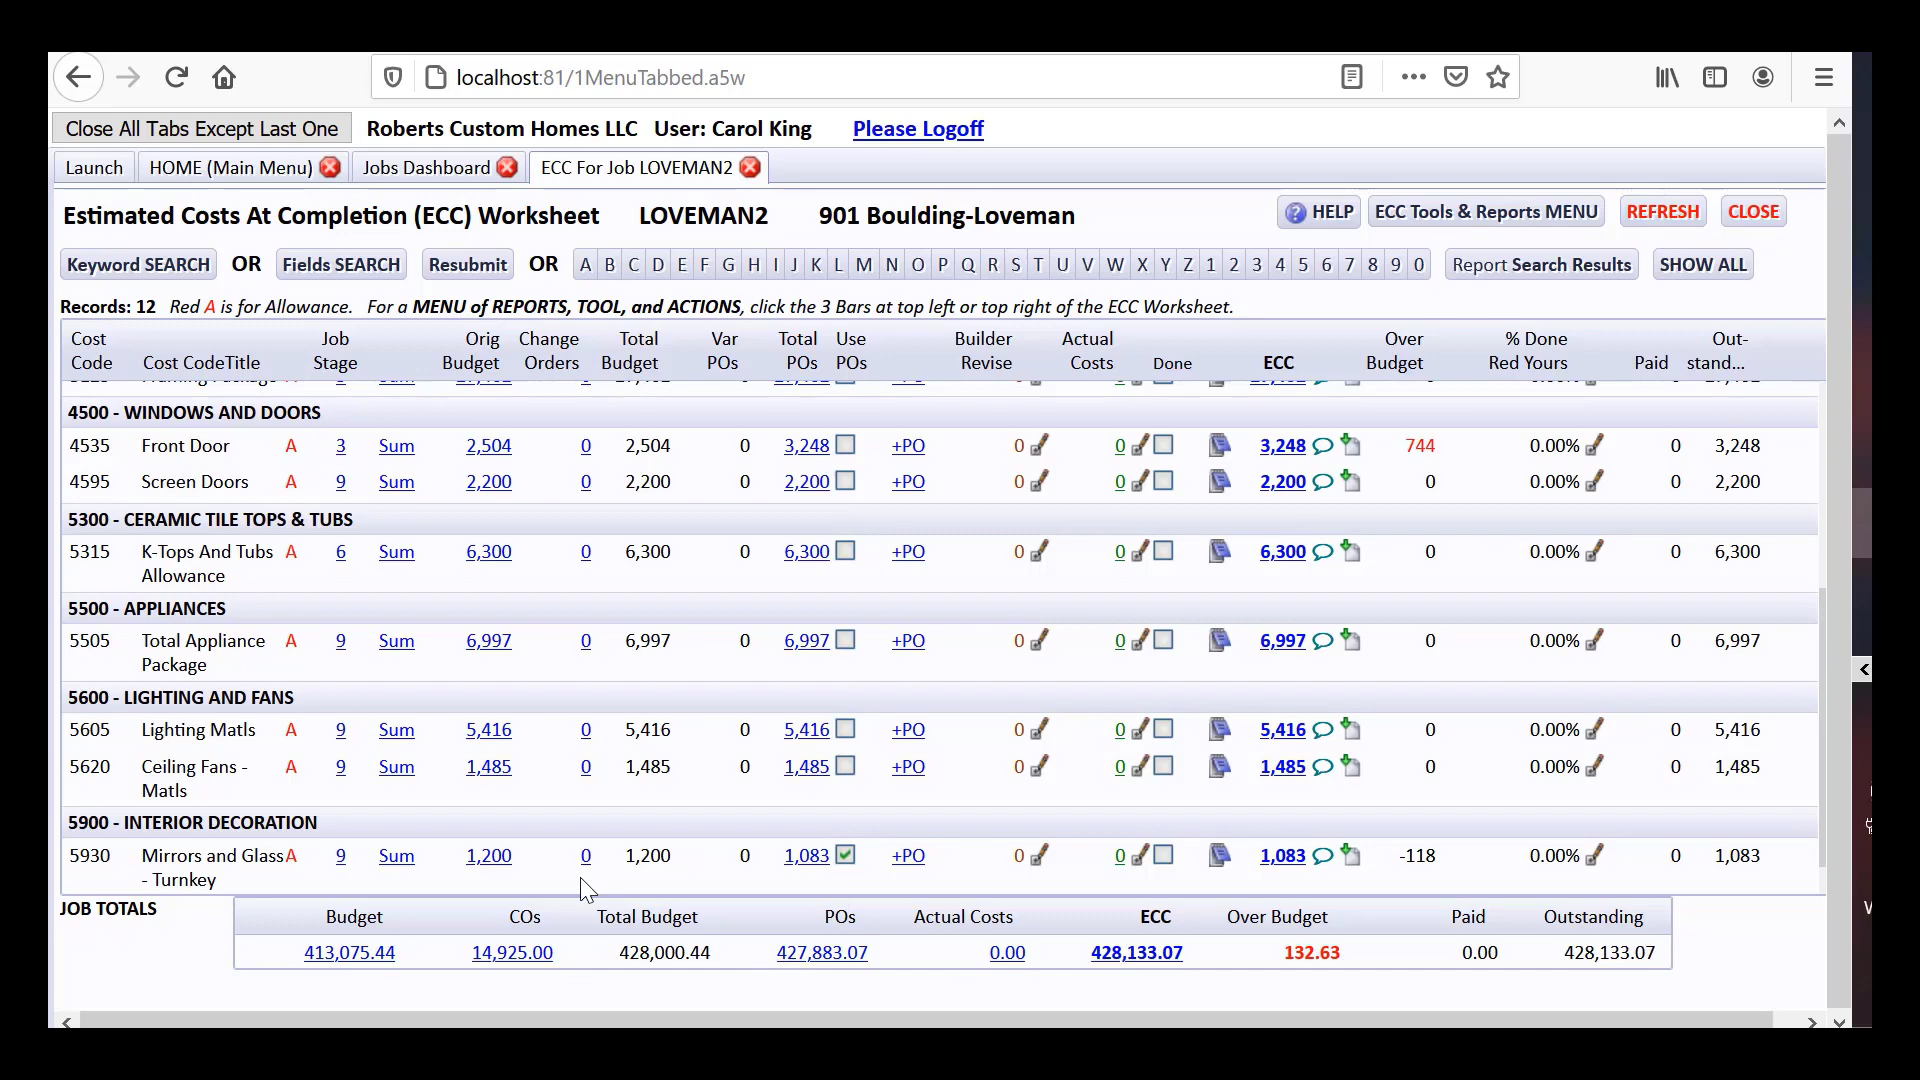 localhost:81/1MenuTabbed.a5w
Close All Tabs Except Last One Roberts Custom Homes LLC User: Carol King Please Logoff
Launch HOME (Main Menu) Jobs Dashboard ECC For Job LOVEMAN2
Estimated Costs At Completion (ECC) Worksheet LOVEMAN2 901 Boulding-Loveman ? HELP ECC Tools & Reports MENU REFRESH CLOSE
Keyword SEARCH OR Fields SEARCH Resubmit OR A B C D E F G H I J K L M N O P Q R S T U V W X Y Z 1 2 3 4 5 6 7 8 9 0 Report Search Results SHOW ALL
Records: 12 Red A is for Allowance. For a MENU of REPORTS, TOOL, and ACTIONS, click the 3 Bars at top left or top right of the ECC Worksheet.
Cost Job Orig Change Total Var Total Use Builder Actual Over % Done Out-
Code Cost CodeTitle Stage Budget Orders Budget POs POs POs Revise Costs Done ECC Budget Red Yours Paid stand...
4500 - WINDOWS AND DOORS
4535 Front Door A 3 Sum 2,504 0 2,504 0 3,248 +PO 0 0 3,248 744 0.00% 0 3,248
4595 Screen Doors A 9 Sum 2,200 0 2,200 0 2,200 +PO 0 0 2,200 0 0.00% 0 2,200
5300 - CERAMIC TILE TOPS & TUBS
5315 K-Tops And Tubs A 6 Sum 6,300 0 6,300 0 6,300 +PO 0 0 6,300 0 0.00% 0 6,300
Allowance
5500 - APPLIANCES
5505 Total Appliance A 9 Sum 6,997 0 6,997 0 6,997 +PO 0 0 6,997 0 0.00% 0 6,997
Package
5600 - LIGHTING AND FANS
5605 Lighting Matls A 9 Sum 5,416 0 5,416 0 5,416 +PO 0 0 5,416 0 0.00% 0 5,416
5620 Ceiling Fans - A 9 Sum 1,485 0 1,485 0 1,485 +PO 0 0 1,485 0 0.00% 0 1,485
Matls
5900 - INTERIOR DECORATION
5930 Mirrors and Glass A 9 Sum 1,200 0 1,200 0 1,083 +PO 0 0 1,083 -118 0.00% 0 1,083
- Turnkey
JOB TOTALS Budget COs Total Budget POs Actual Costs ECC Over Budget Paid Outstanding
413,075.44 14,925.00 428,000.44 427,883.07 0.00 428,133.07 132.63 0.00 428,133.07